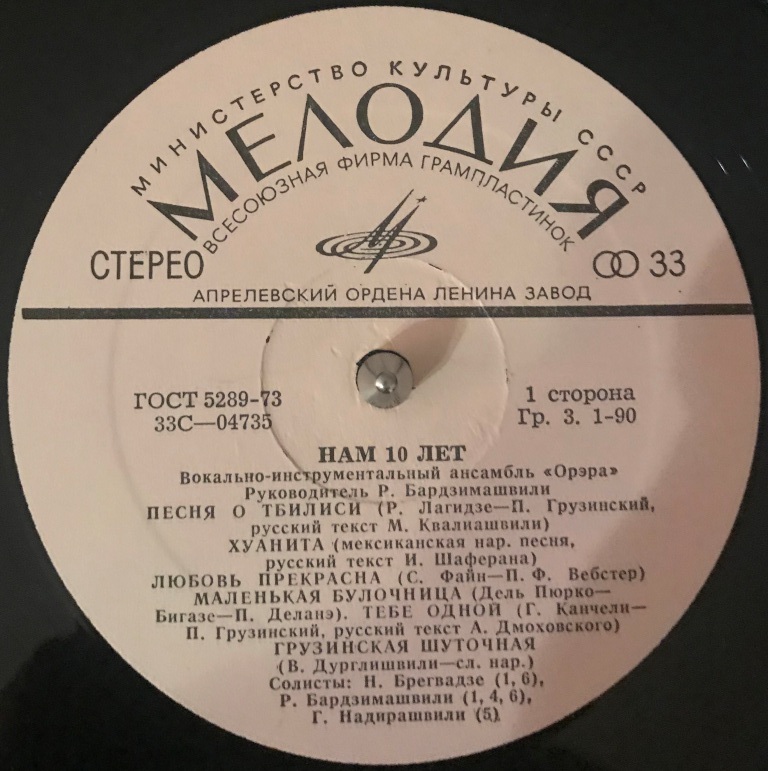 МИНИСТЕРСТВО КУЛЬТУРЫ СССР
МЕЛОДИЯ
ВСЕСОЮЗНАЯ ФИРМА ГРАМПЛАСТИНОК
СТЕРЕО
33
АПРЕЛЕВСКИЙ ОРДЕНА ЛЕНИНА ЗАВОД
ГОСТ 5289-73
33С—04735
1 сторона
Гр. 3. 1-90
НАМ 10 ЛЕТ
Вокально-инструментальный ансамбль «Орэра»
Руководитель Р. Бардзимашвили
ПЕСНЯ О ТБИЛИСИ (Р. Лагидзе—П. Грузинский,
русский текст М. Квалиашвили)
ХУАНИТА (мексиканская нар. песня,
русский текст И. Шаферана)
ЛЮБОВЬ ПРЕКРАСНА (С. Файн—П. Ф. Вебстер)
МАЛЕНЬКАЯ БУЛОЧНИЦА (Дель Пюрко—
Бигазе—П. Деланэ). ТЕБЕ ОДНОЙ (Г. Канчели—
П. Грузинский, русский текст А. Дмоховского)
ГРУЗИНСКАЯ ШУТОЧНАЯ
(В. Дурглишвили—сл. нар.)
Солисты: Н. Брегвадзе (1, 6),
Р. Бардзимашвили (1, 4, 6),
Г. Надирашвили (5)